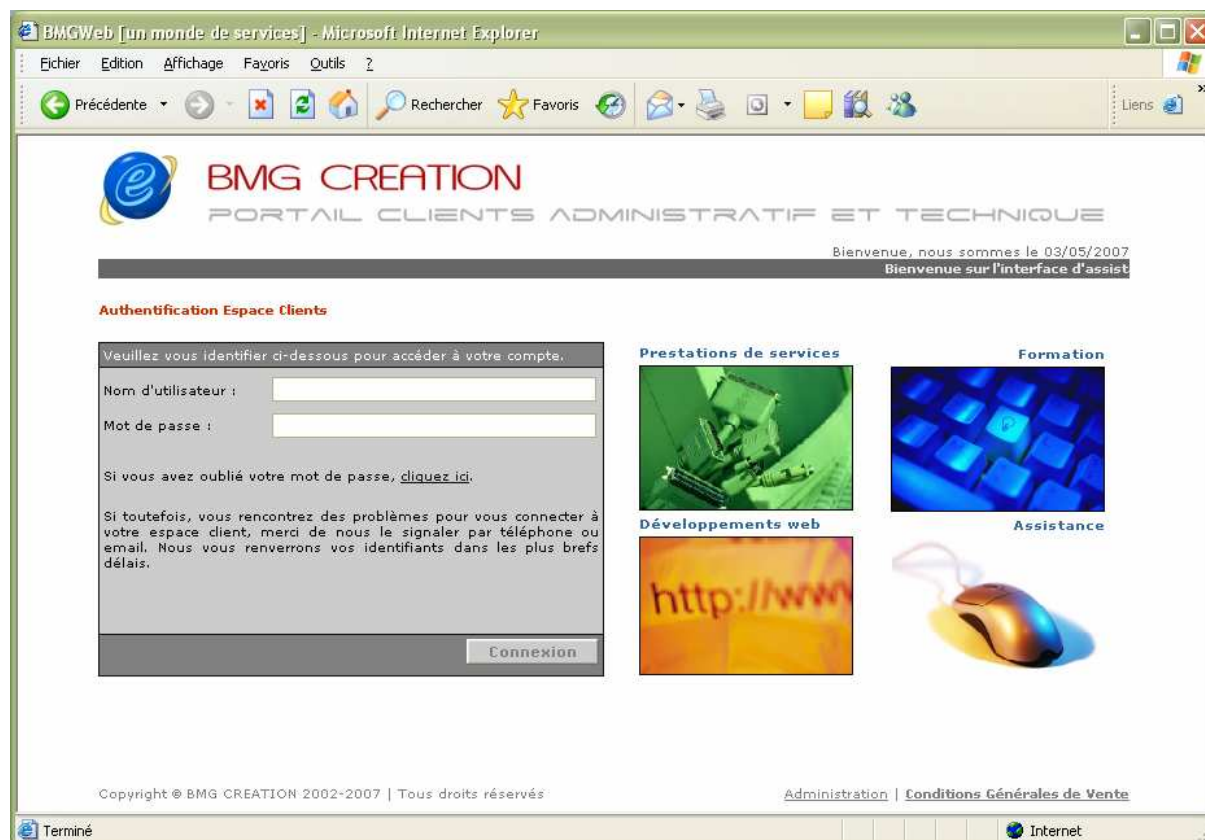 BMGWeb [un monde de services] - Microsoft Internet Explorer
Fichier Edition Affichage Favoris Outils ?
Précédente Rechercher Favoris Liens »
BMG CREATION
PORTAIL CLIENTS ADMINISTRATIF ET TECHNIQUE
Bienvenue, nous sommes le 03/05/2007
Bienvenue sur l'interface d'assist
Authentification Espace Clients
Veuillez vous identifier ci-dessous pour accéder à votre compte.
Nom d'utilisateur :
Mot de passe :
Si vous avez oublié votre mot de passe, cliquez ici.
Si toutefois, vous rencontrez des problèmes pour vous connecter à
votre espace client, merci de nous le signaler par téléphone ou
email. Nous vous renverrons vos identifiants dans les plus brefs
délais.
Connexion
Prestations de services
Formation
Développements web
http://www
Assistance
Copyright © BMG CREATION 2002-2007 | Tous droits réservés
Administration | Conditions Générales de Vente
Terminé
Internet